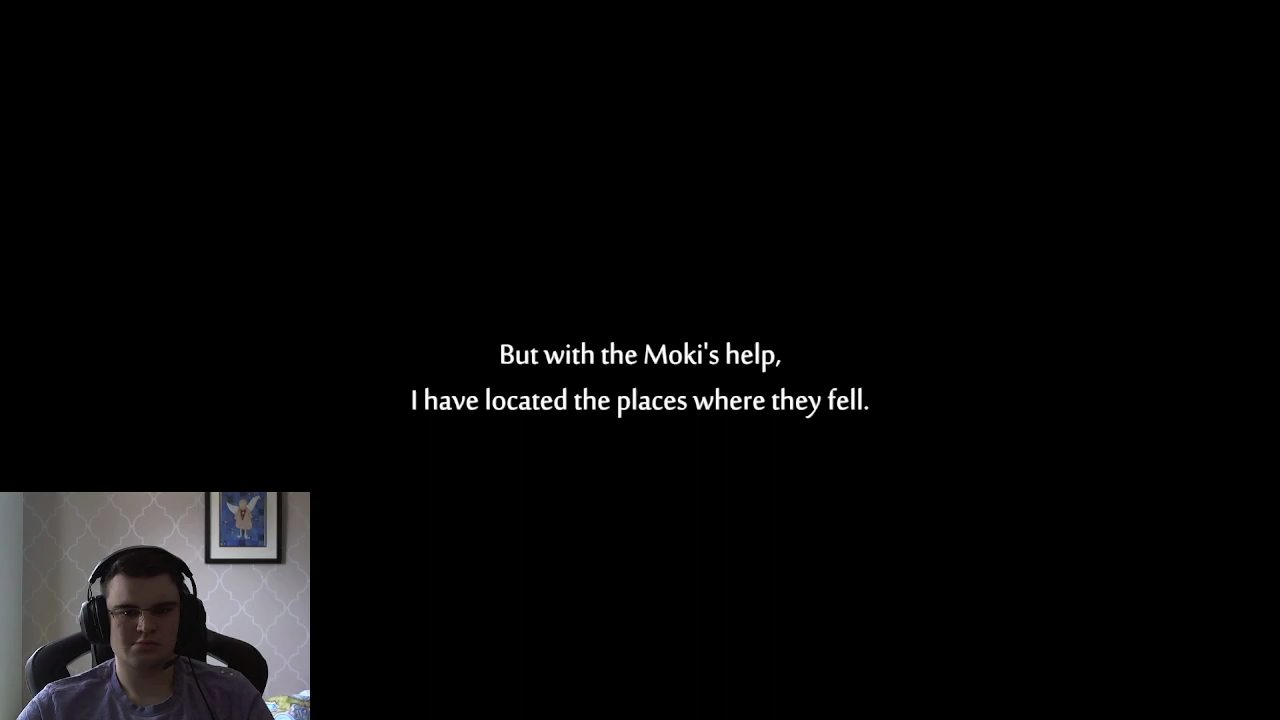 But with the Moki's help,
I have located the places where they fell.